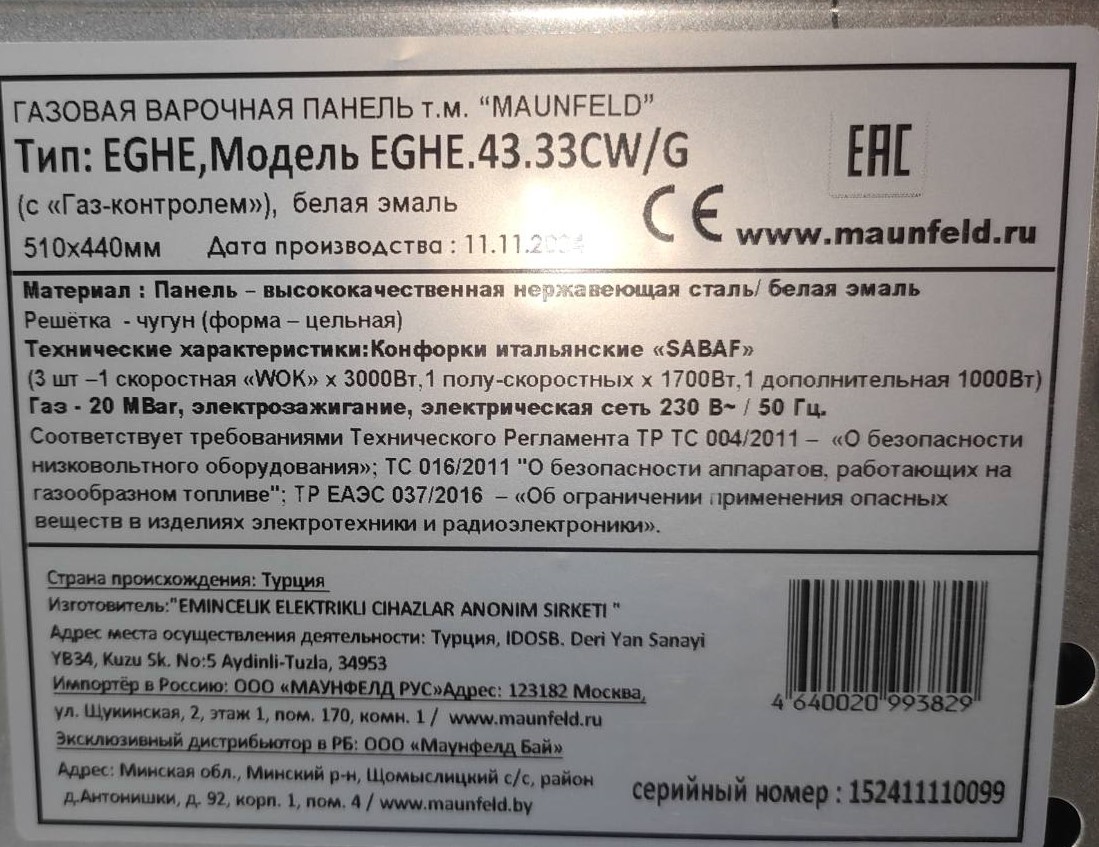 ГАЗОВАЯ ВАРОЧНАЯ ПАНЕЛЬ т.м. “MAUNFELD”
Тип: EGHE,Модель EGHE.43.33CW/G
EAC
(с «Газ-контролем»), белая эмаль
CE www.maunfeld.ru
510х440мм Дата производства : 11.11.2024
Материал : Панель – высококачественная нержавеющая сталь/ белая эмаль
Решётка - чугун (форма – цельная)
Технические характеристики:Конфорки итальянские «SABAF»
(3 шт –1 скоростная «WOK» х 3000Вт,1 полу-скоростных х 1700Вт,1 дополнительная 1000Вт)
Газ - 20 MBar, электрозажигание, электрическая сеть 230 В~ / 50 Гц.
Соответствует требованиями Технического Регламента ТР ТС 004/2011 – «О безопасности
низковольтного оборудования»; ТС 016/2011 "О безопасности аппаратов, работающих на
газообразном топливе"; ТР ЕАЭС 037/2016 – «Об ограничении применения опасных
веществ в изделиях электротехники и радиоэлектроники».
Страна происхождения: Турция
Изготовитель:"EMINCELIK ELEKTRIKLI CIHAZLAR ANONIM SIRKETI "
Адрес места осуществления деятельности: Турция, IDOSB. Deri Yan Sanayi
YB34, Kuzu Sk. No:5 Aydinli-Tuzla, 34953
Импортёр в Россию: ООО «МАУНФЕЛД РУС»Адрес: 123182 Москва,
ул. Щукинская, 2, этаж 1, пом. 170, комн. 1 / www.maunfeld.ru
Эксклюзивный дистрибьютор в РБ: ООО «Маунфелд Бай»
Адрес: Минская обл., Минский р-н, Щомыслицкий с/с, район
д.Антонишки, д. 92, корп. 1, пом. 4 / www.maunfeld.by
4 640020 993829
серийный номер : 152411110099